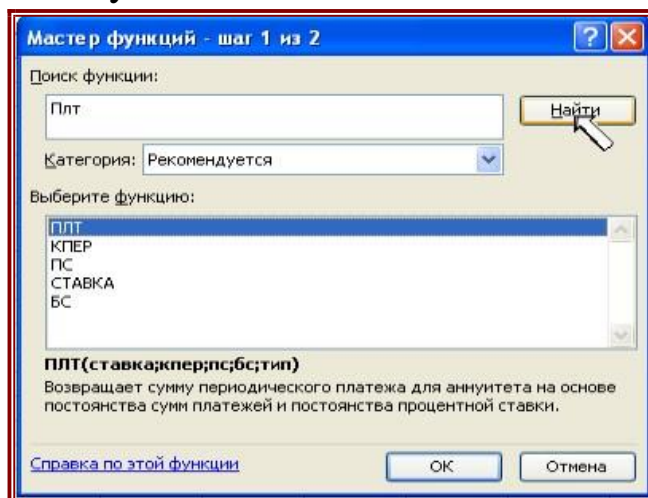 Мастер функций - шаг 1 из 2
Поиск функции:
Плт
Найти
Категория: Рекомендуется
Выберите функцию:
ПЛТ
КПЕР
ПС
СТАВКА
БС
ПЛТ(ставка;кпер;пс;бс;тип)
Возвращает сумму периодического платежа для аннуитета на основе
постоянства сумм платежей и постоянства процентной ставки.
Справка по этой функции
ОК
Отмена